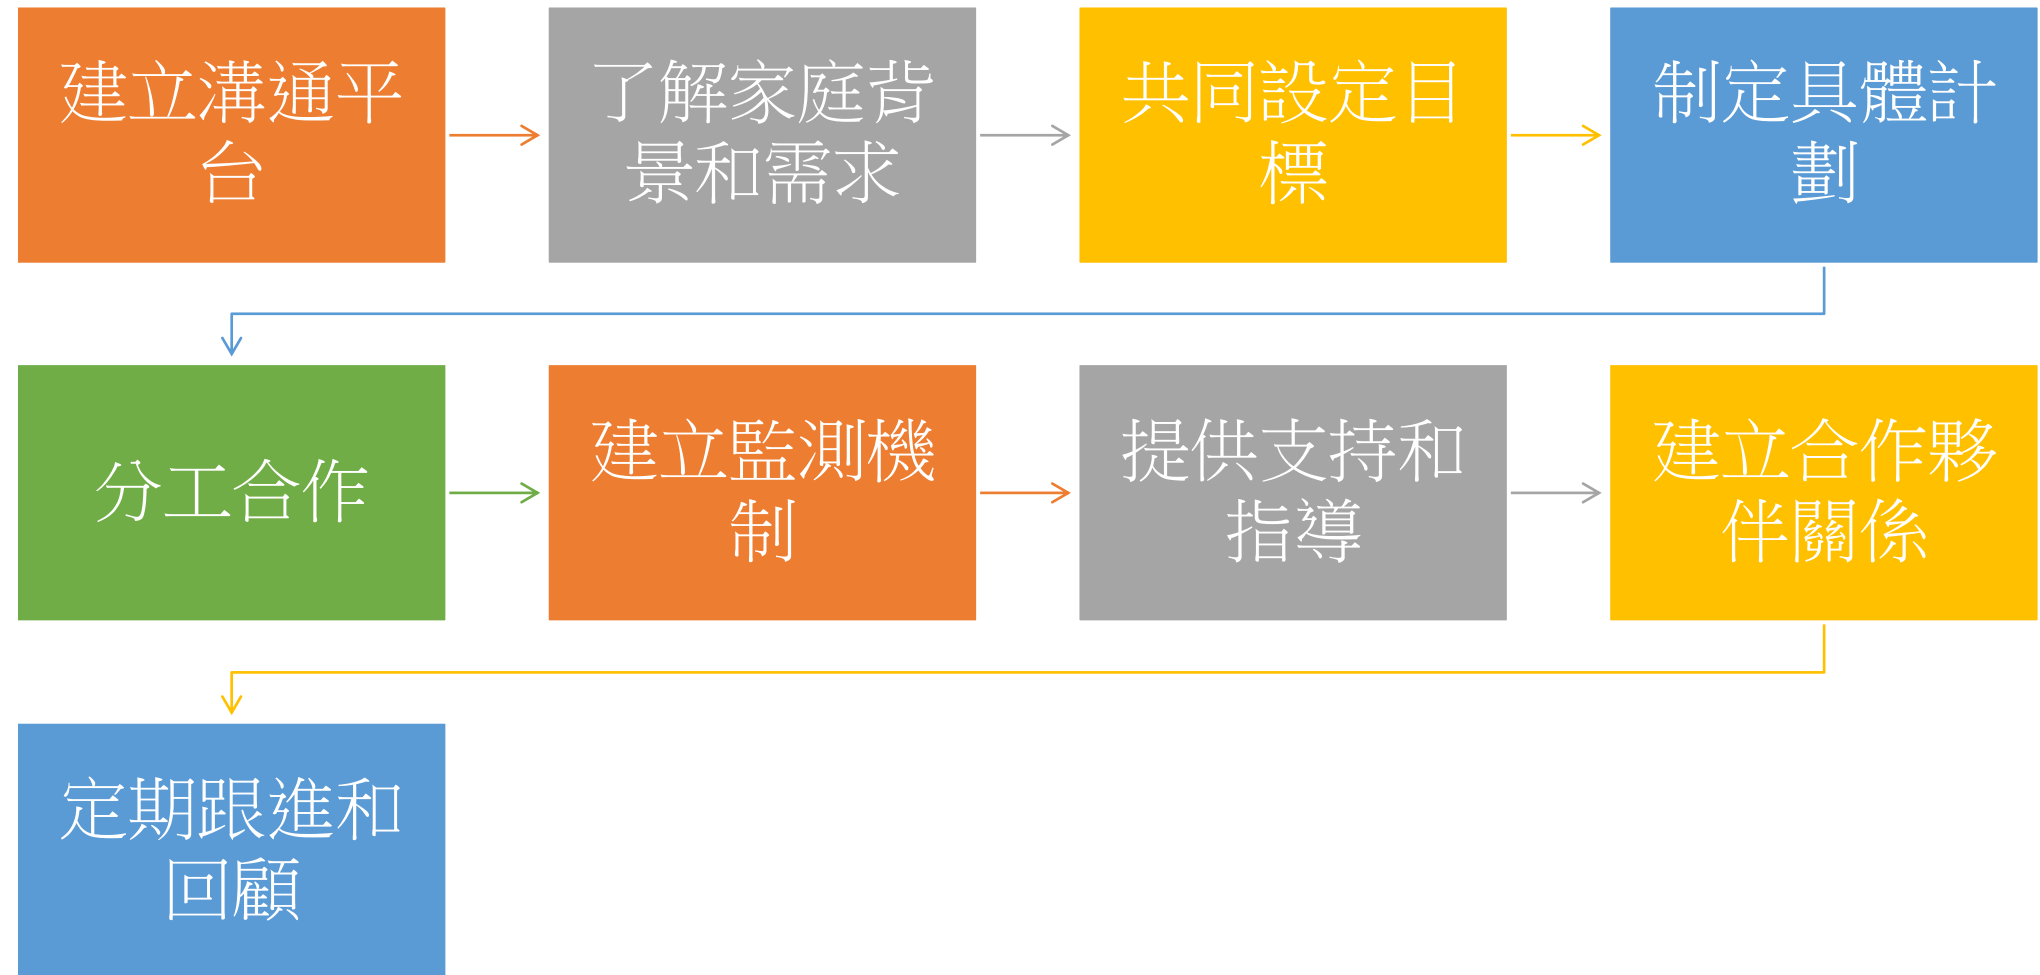 建立溝通平
台
了解家庭背
景和需求
共同設定目
標
制定具體計
劃
分工合作
建立監測機
制
提供支持和
指導
建立合作夥
伴關係
定期跟進和
回顧